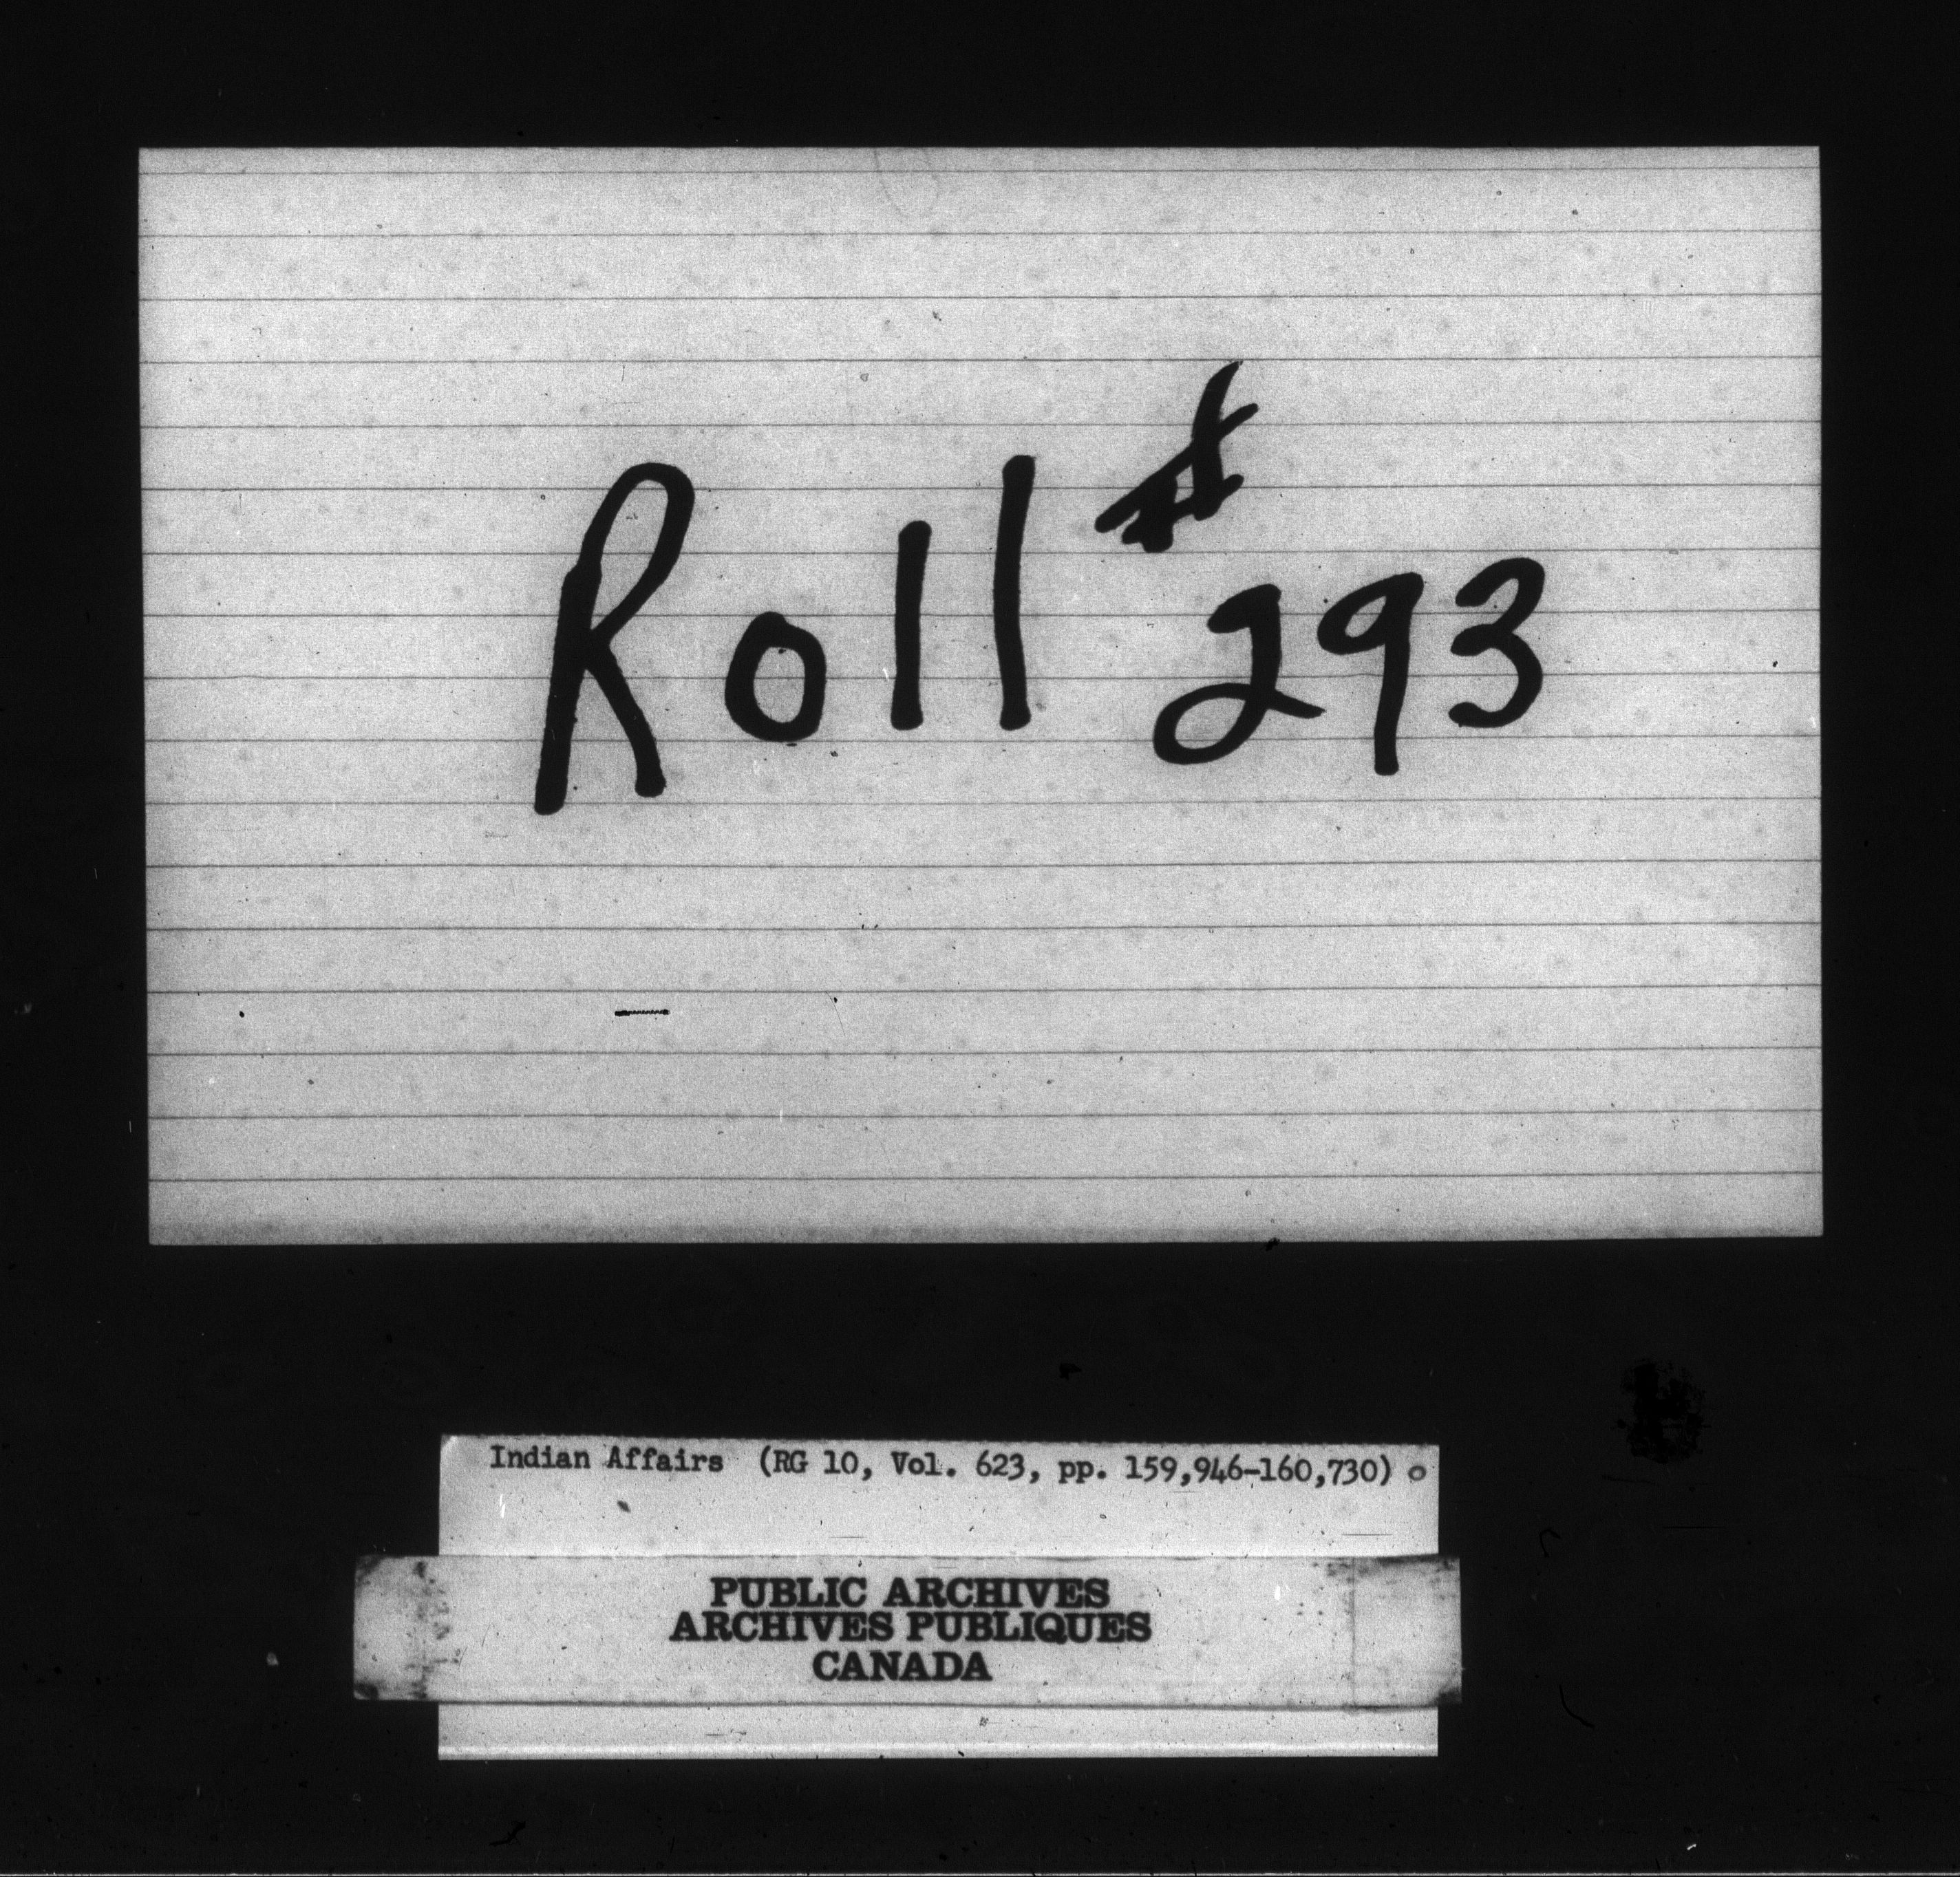 Roll # 293
Indian Affairs (RG 10, Vol. 623, pp. 159,946-160,730)
PUBLIC ARCHIVES
ARCHIVES PUBLIQUES
CANADA